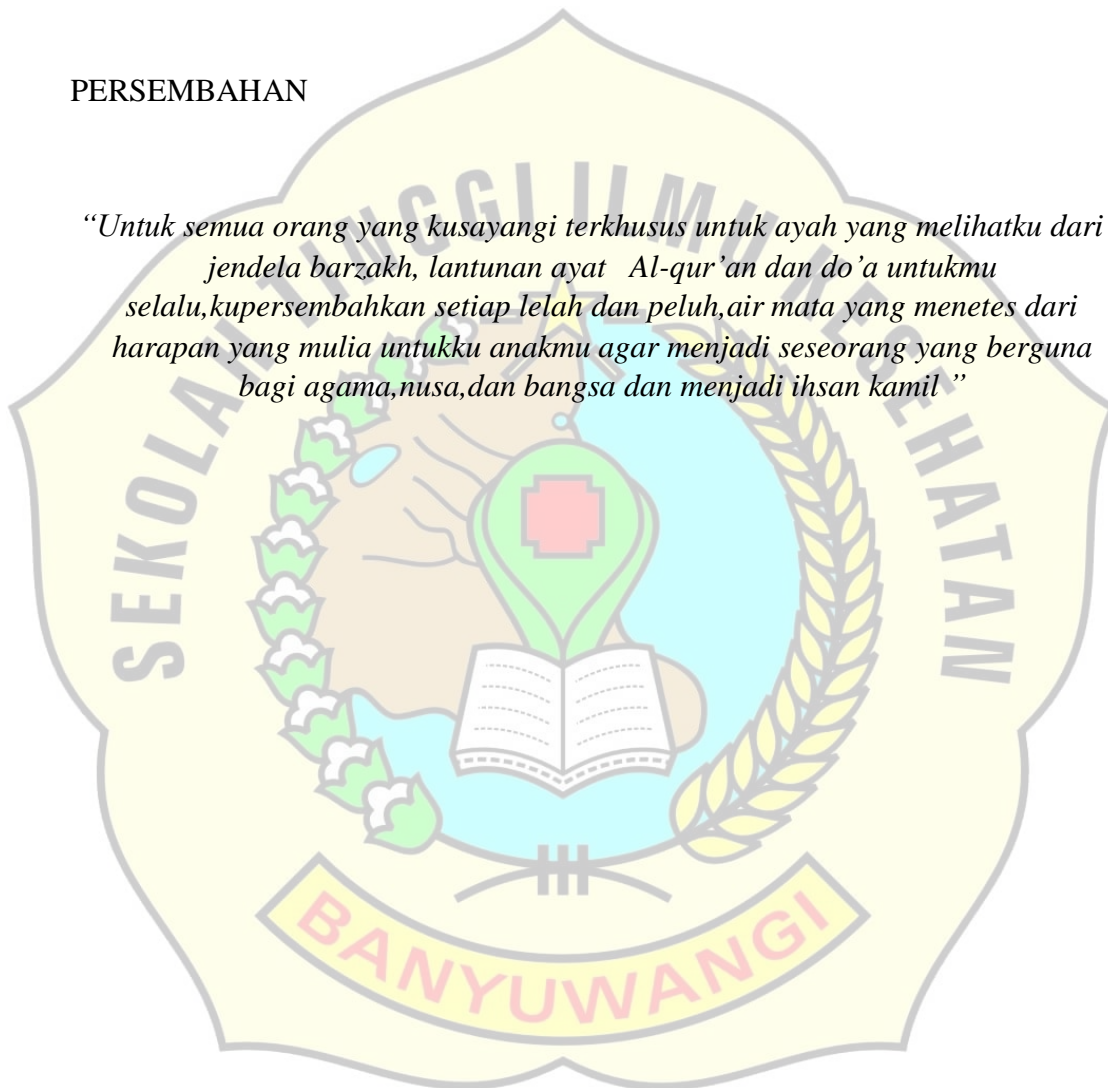 PERSEMBAHAN
SEKOLAH TINGGI ILMU KESEHATAN
“Untuk semua orang yang kusayangi terkhusus untuk ayah yang melihatku dari
jendela barzakh, lantunan ayat   Al-qur’an dan do’a untukmu
selalu,kupersembahkan setiap lelah dan peluh,air mata yang menetes dari
harapan yang mulia untukku anakmu agar menjadi seseorang yang berguna
bagi agama,nusa,dan bangsa dan menjadi ihsan kamil ”
BANYUWANGI